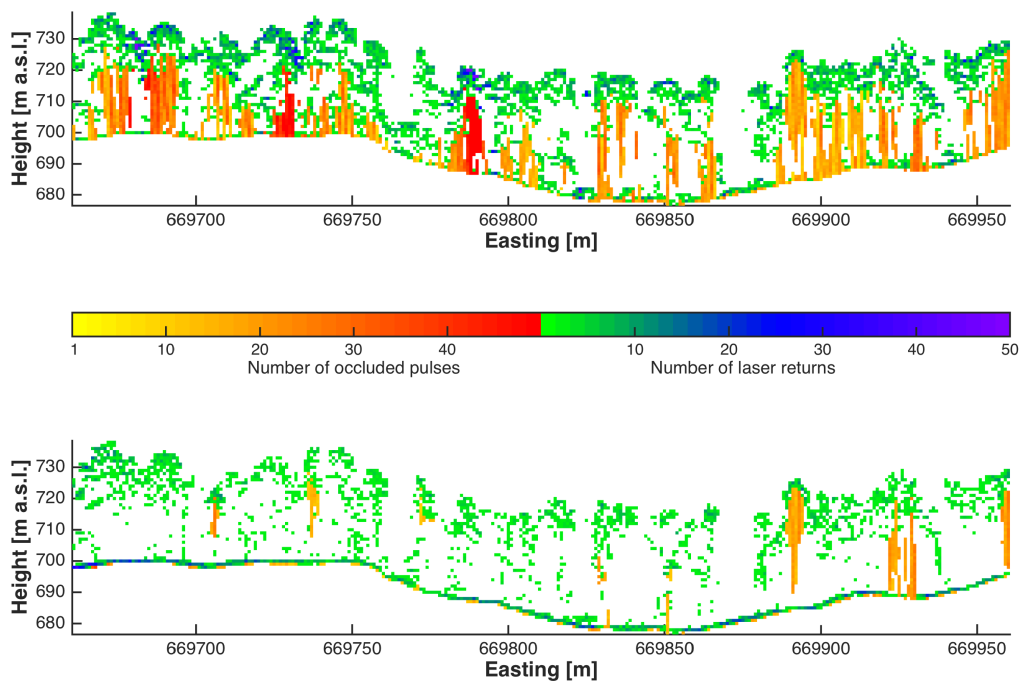 730
720
710
700
690
680
Height [m a.s.l.]
669700 669750 669800 669850 669900 669950
Easting [m]
1 10 20 30 40 10 20 30 40 50
Number of occluded pulses Number of laser returns
730
720
710
700
690
680
Height [m a.s.l.]
669700 669750 669800 669850 669900 669950
Easting [m]